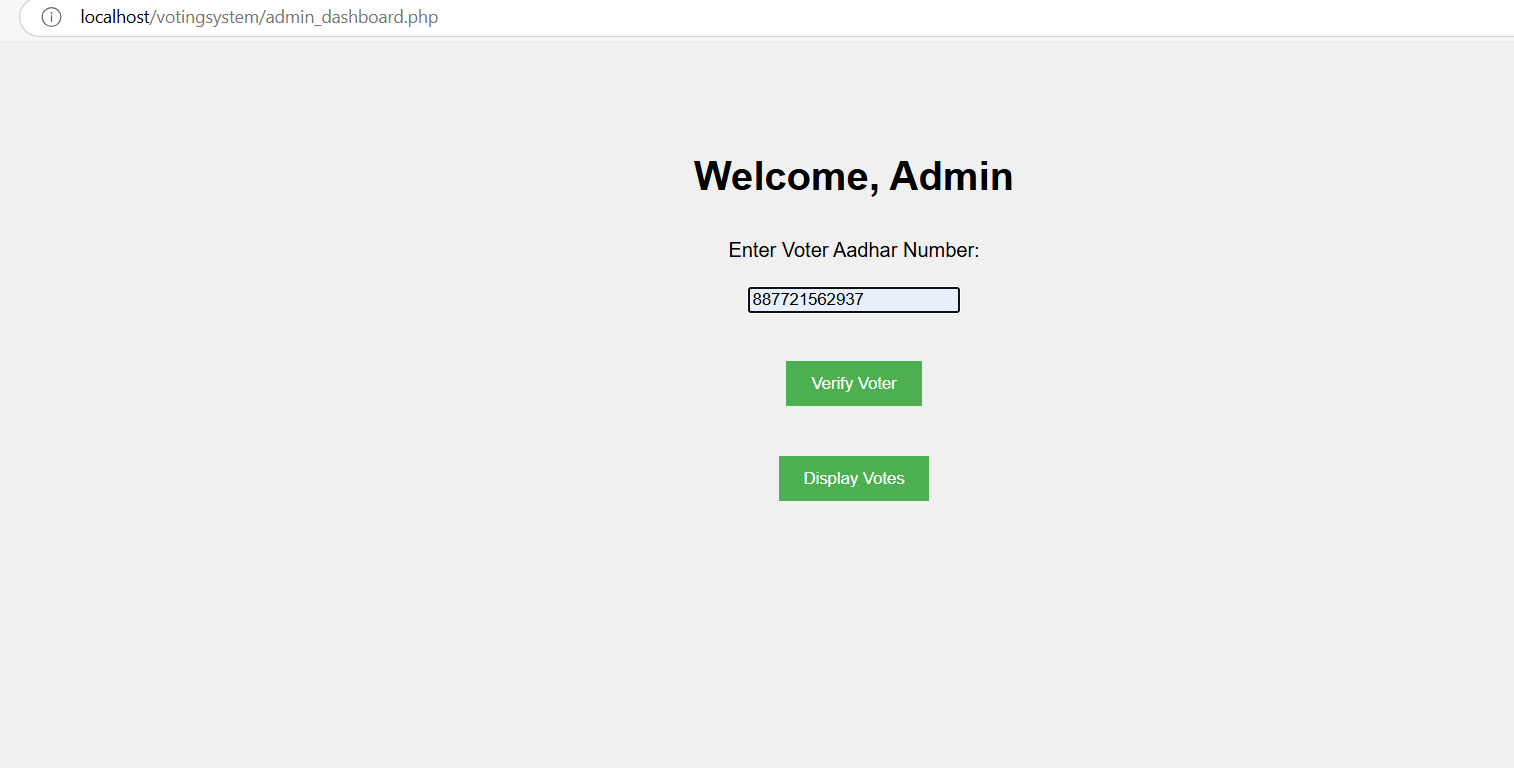 localhost/votingsystem/admin_dashboard.php
Welcome, Admin
Enter Voter Aadhar Number:
887721562937
Verify Voter
Display Votes